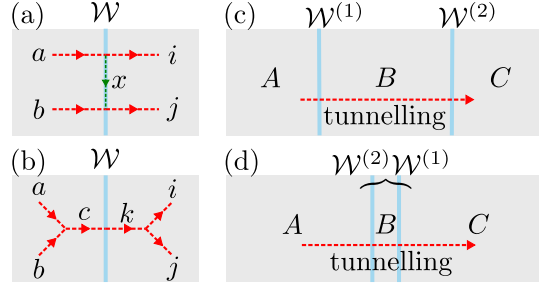 (a)
𝒲
a
i
x
b
j
(b)
𝒲
a
i
c
k
b
j
(c)
𝒲(1)
𝒲(2)
A
B
C
tunnelling
(d)
𝒲(2)𝒲(1)
A
B
C
tunnelling